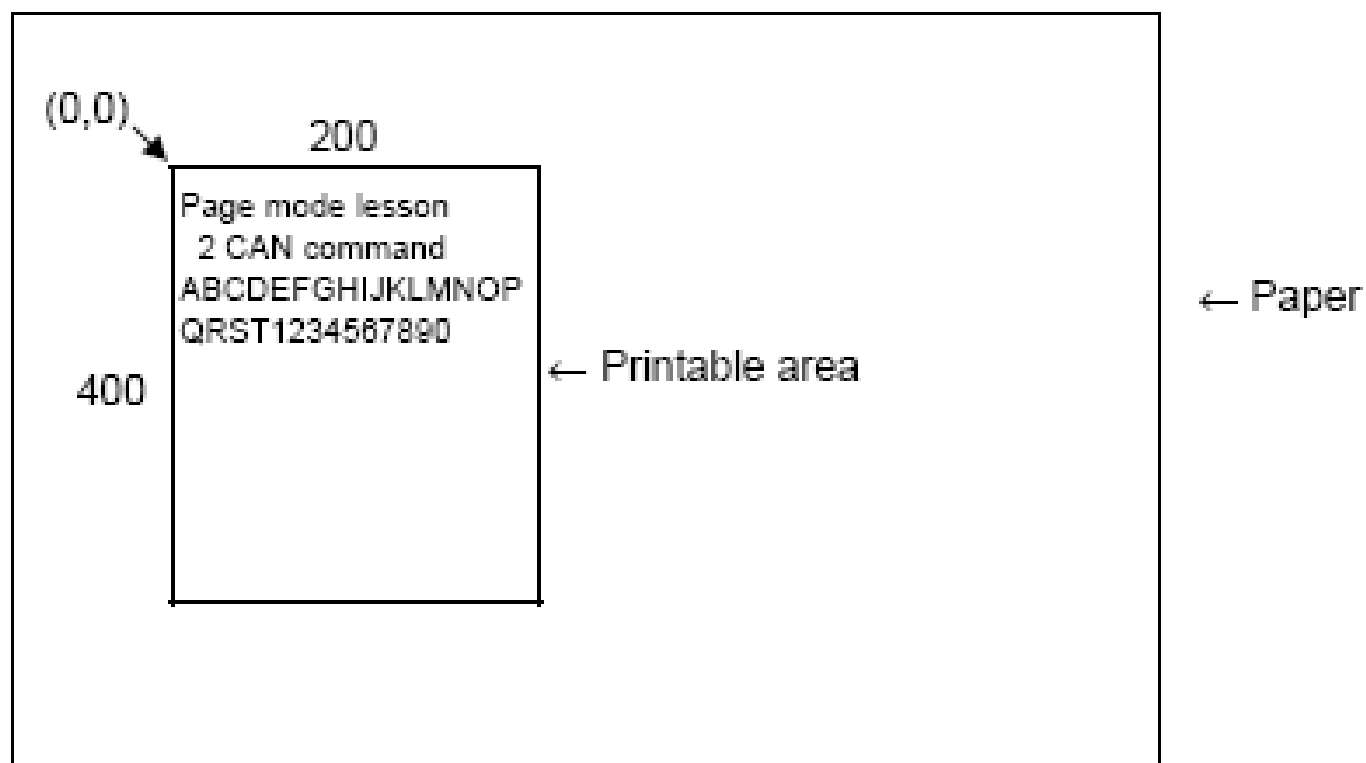 (0,0)
200
Page mode lesson
2 CAN command
ABCDEFGHIJKLMNOP
QRST1234567890
400
← Printable area
← Paper